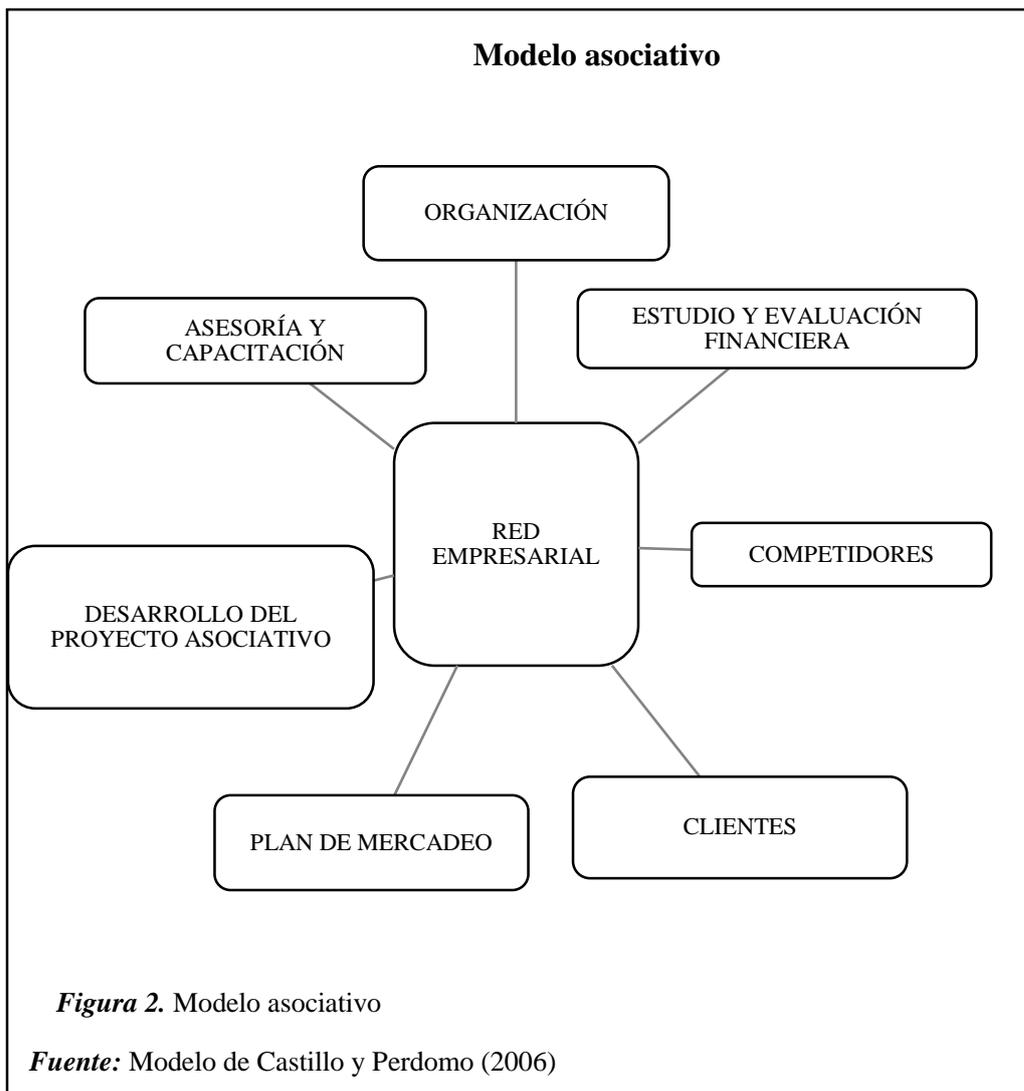 Modelo asociativo
ORGANIZACIÓN
ASESORÍA Y
CAPACITACIÓN
ESTUDIO Y EVALUACIÓN
FINANCIERA
RED
EMPRESARIAL
COMPETIDORES
DESARROLLO DEL
PROYECTO ASOCIATIVO
PLAN DE MERCADEO
CLIENTES
Figura 2. Modelo asociativo
Fuente: Modelo de Castillo y Perdomo (2006)